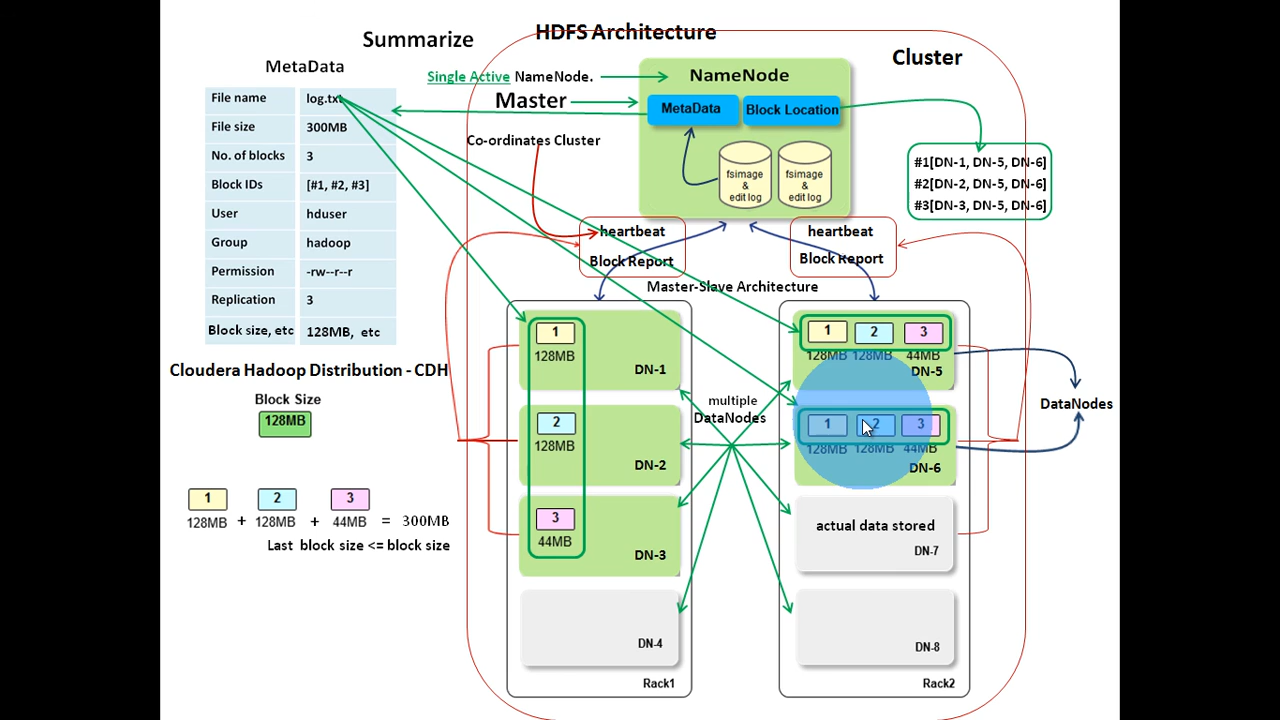 Summarize
HDFS Architecture
Cluster
MetaData
File name log.txt
File size 300MB
No. of blocks 3
Block IDs [#1, #2, #3]
User hduser
Group hadoop
Permission -rw--r--r
Replication 3
Block size, etc 128MB, etc
Cloudera Hadoop Distribution - CDH
Block Size
128MB
1 2 3
128MB + 128MB + 44MB = 300MB
Last block size <= block size
Single Active NameNode.
Master
Co-ordinates Cluster
NameNode
MetaData Block Location
fsimage
&
edit log
fsimage
&
edit log
#1[DN-1, DN-5, DN-6]
#2[DN-2, DN-5, DN-6]
#3[DN-3, DN-5, DN-6]
heartbeat
Block Report
heartbeat
Block Report
Master-Slave Architecture
1
128MB
DN-1
2
128MB
DN-2
3
44MB
DN-3
DN-4
Rack1
multiple
DataNodes
1 2 3
128MB 128MB 44MB
DN-5
1 2 3
128MB 128MB 44MB
DN-6
actual data stored
DN-7
DN-8
Rack2
DataNodes